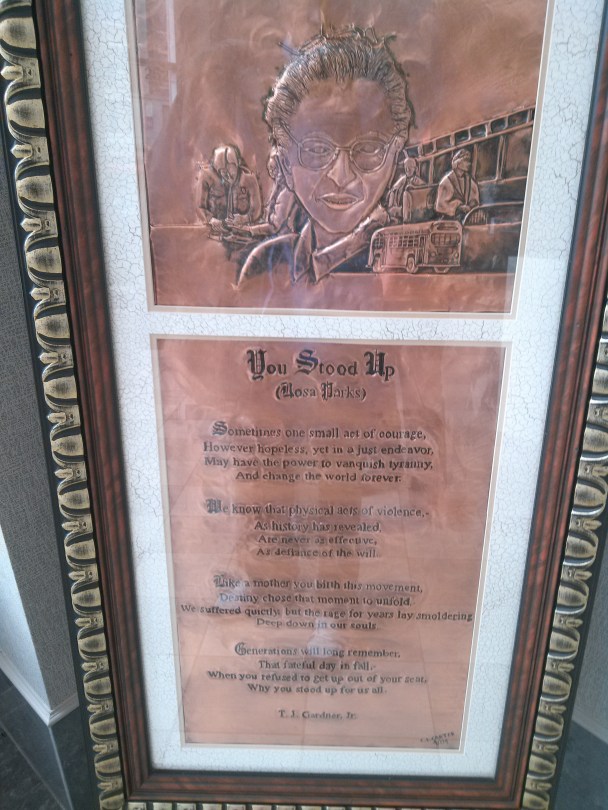 You Stood Up
(Rosa Parks)
Sometimes one small act of courage,
However hopeless, yet in a just endeavor,
May have the power to vanquish tyranny,
And change the world forever.
We know that physical acts of violence,-
As history has revealed,
Are never as effective,
As defiance of the will.
Like a mother you birth this movement,
Destiny chose that moment to unfold.
We suffered quietly, but the rage for years lay smoldering
Deep down in our souls.
Generations will long remember,
That fateful day in fall,-
When you refused to get up out of your seat,
Why you stood up for us all.
T. J. Gardner, Jr.